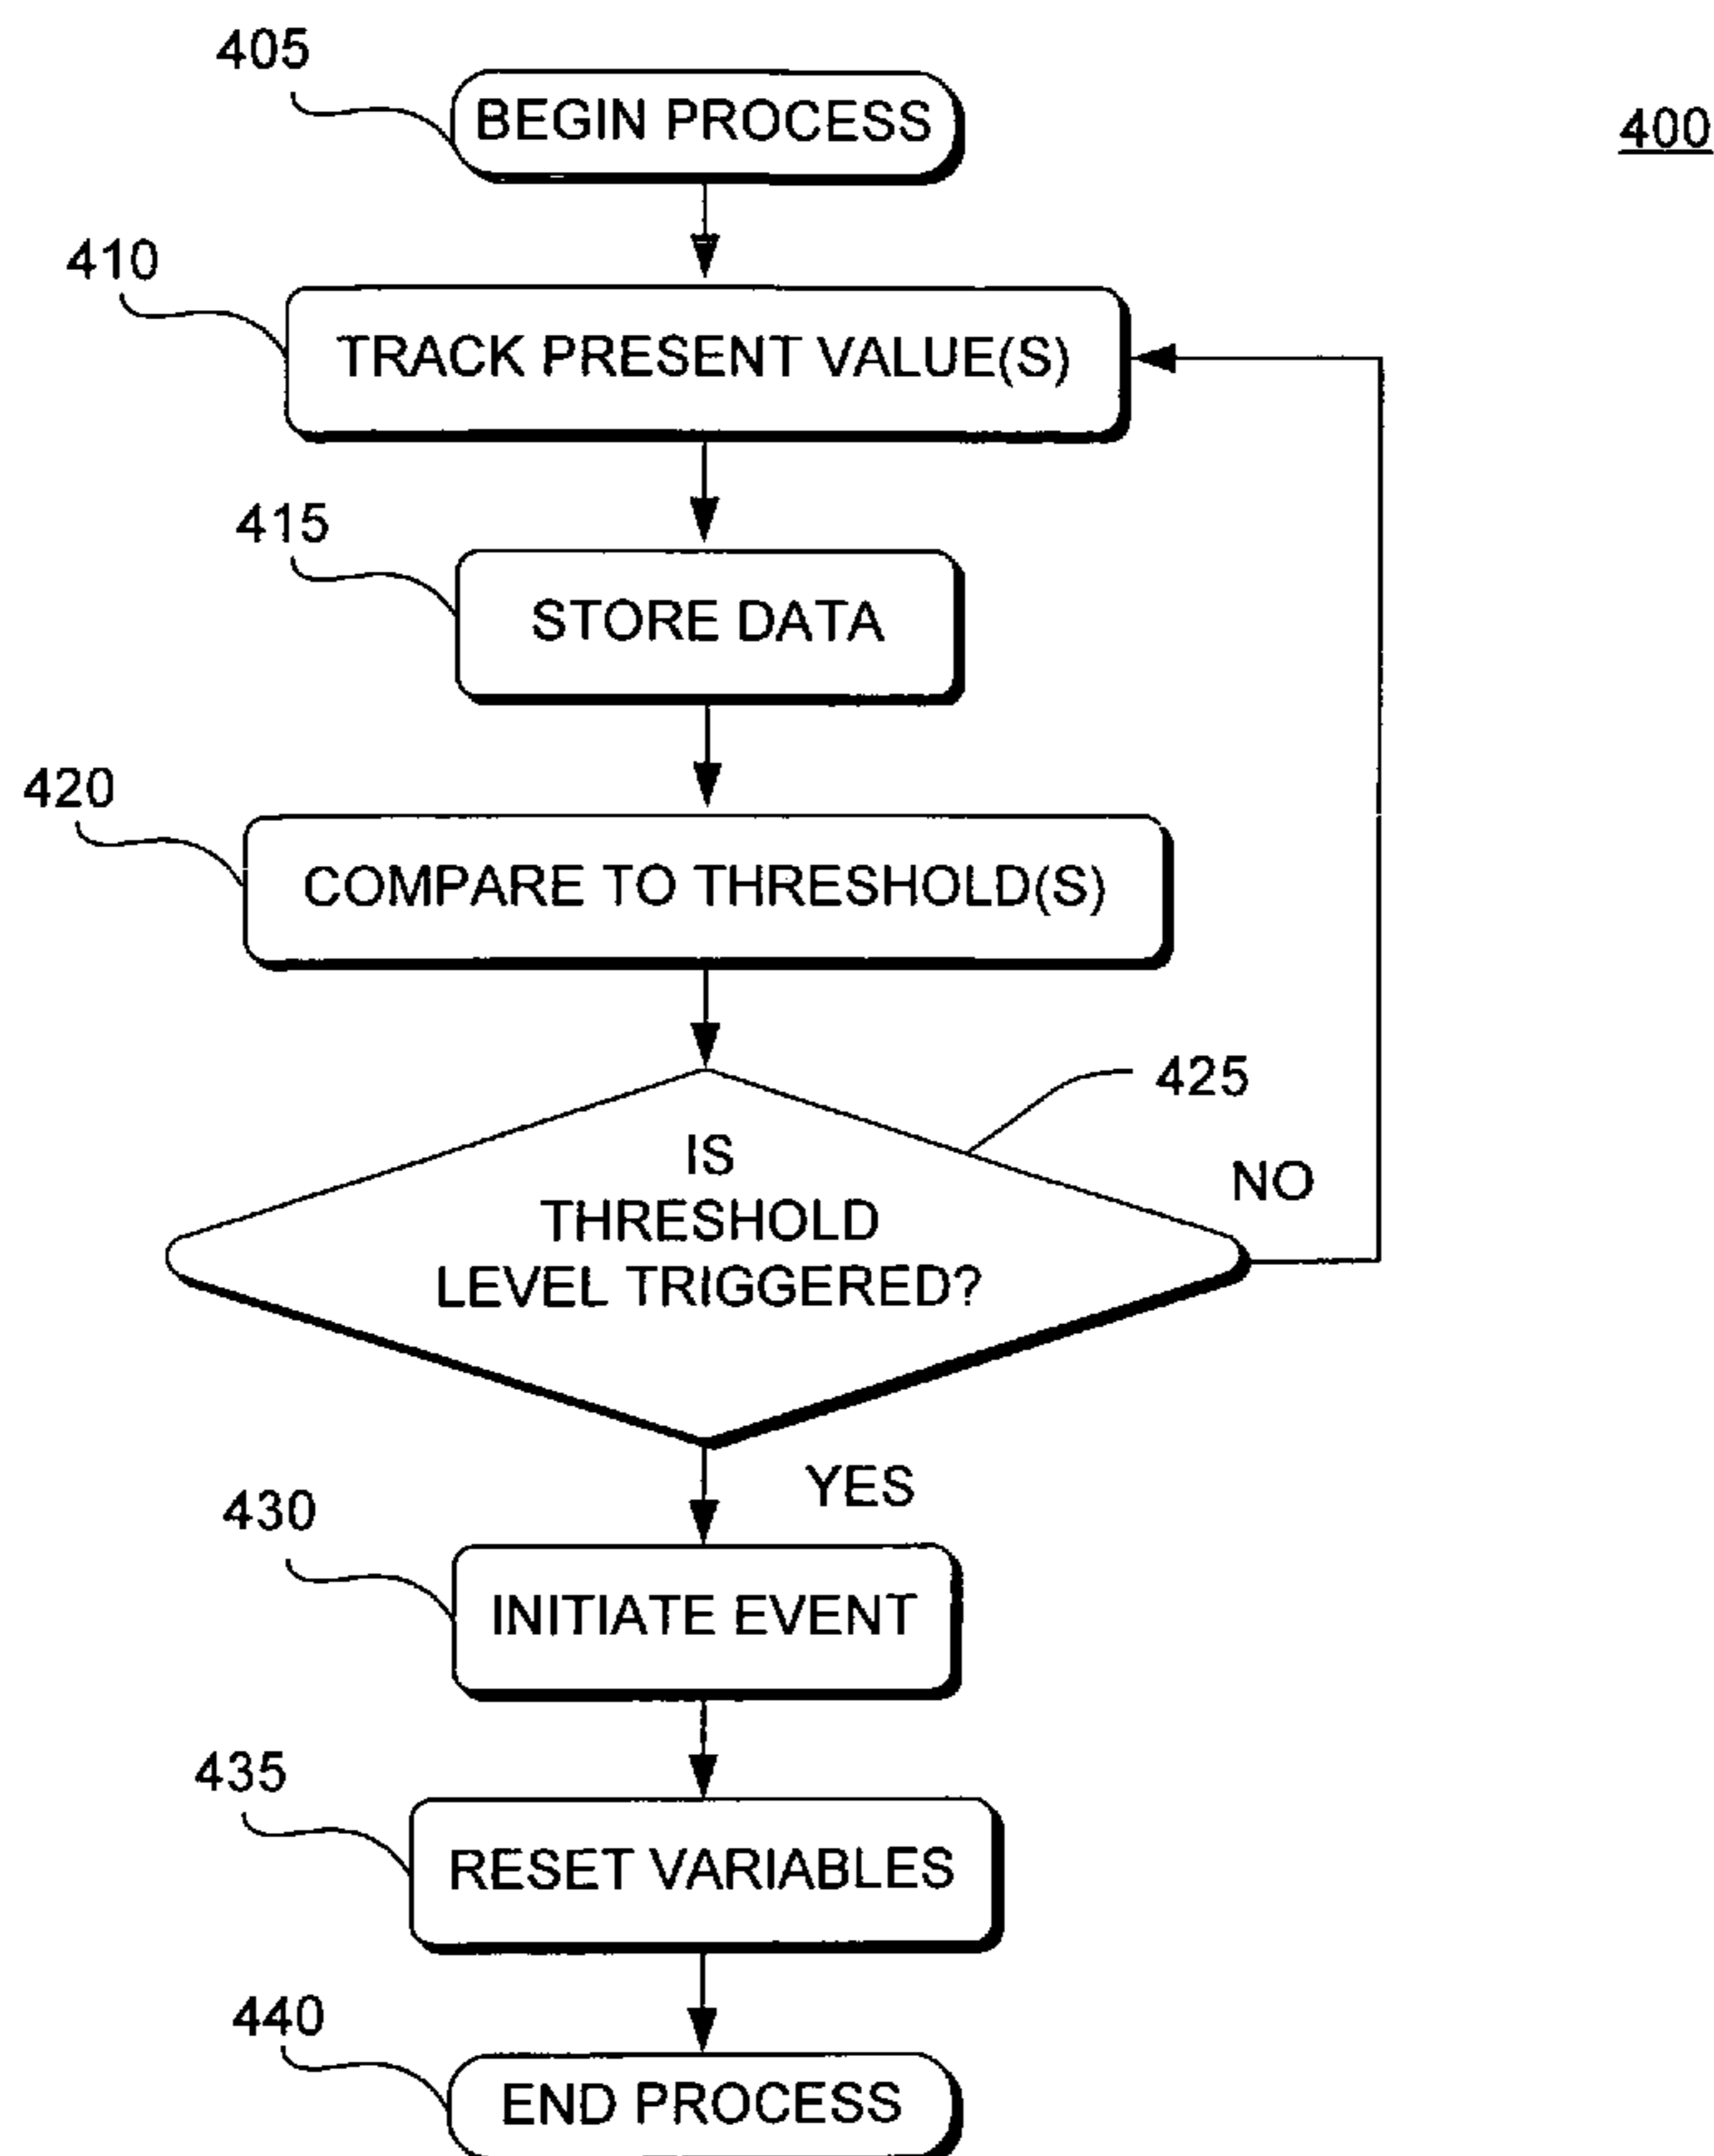 405
BEGIN PROCESS
400
410
TRACK PRESENT VALUE(S)
415
STORE DATA
420
COMPARE TO THRESHOLD(S)
425
IS
THRESHOLD
LEVEL TRIGGERED?
NO
YES
430
INITIATE EVENT
435
RESET VARIABLES
440
END PROCESS